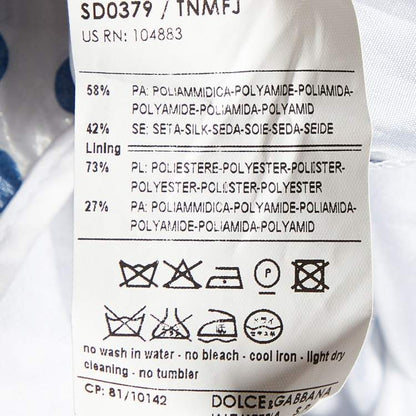 SD0379 / TNMFJ
US RN: 104883
58% PA: POLIAMMIDICA-POLYAMIDE-POLIAMIDA-
POLYAMIDE-POLIAMIDA-POLYAMID
42% SE: SETA-SILK-SEDA-SOIE-SEDA-SEIDE
Lining
73% PL: POLIESTERE-POLYESTER-POLIÉSTER-
POLYESTER-POLIÉSTER-POLYESTER
27% PA: POLIAMMIDICA-POLYAMIDE-POLIAMIDA-
POLYAMIDE-POLIAMIDA-POLYAMID
P
no wash in water - no bleach - cool iron - light dry
cleaning - no tumbler
CP: 81/10142 DOLCE&GABBANA